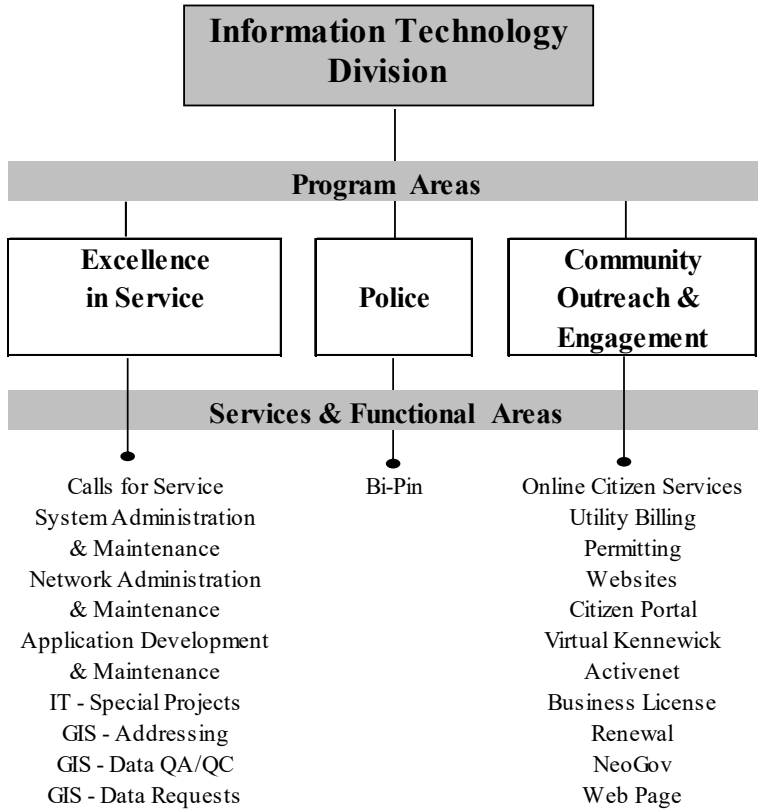 Information Technology
Division
Program Areas
Excellence
in Service
Police
Community
Outreach &
Engagement
Services & Functional Areas
Calls for Service
System Administration
& Maintenance
Network Administration
& Maintenance
Application Development
& Maintenance
IT - Special Projects
GIS - Addressing
GIS - Data QA/QC
GIS - Data Requests
Bi-Pin
Online Citizen Services
Utility Billing
Permitting
Websites
Citizen Portal
Virtual Kennewick
Activenet
Business License
Renewal
NeoGov
Web Page